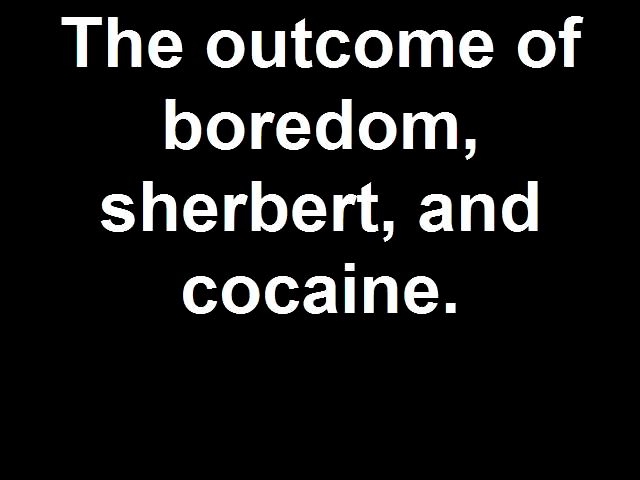 The outcome of
boredom,
sherbert, and
cocaine.